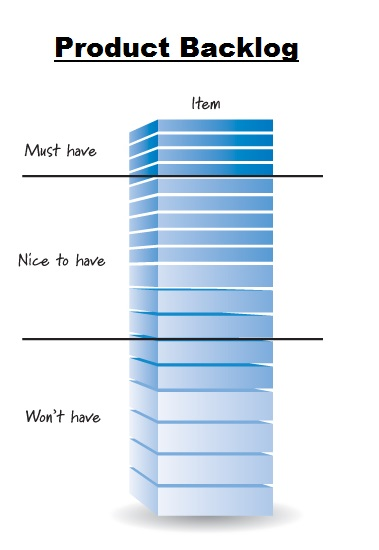 Product Backlog
Item
Must have
Nice to have
Won't have